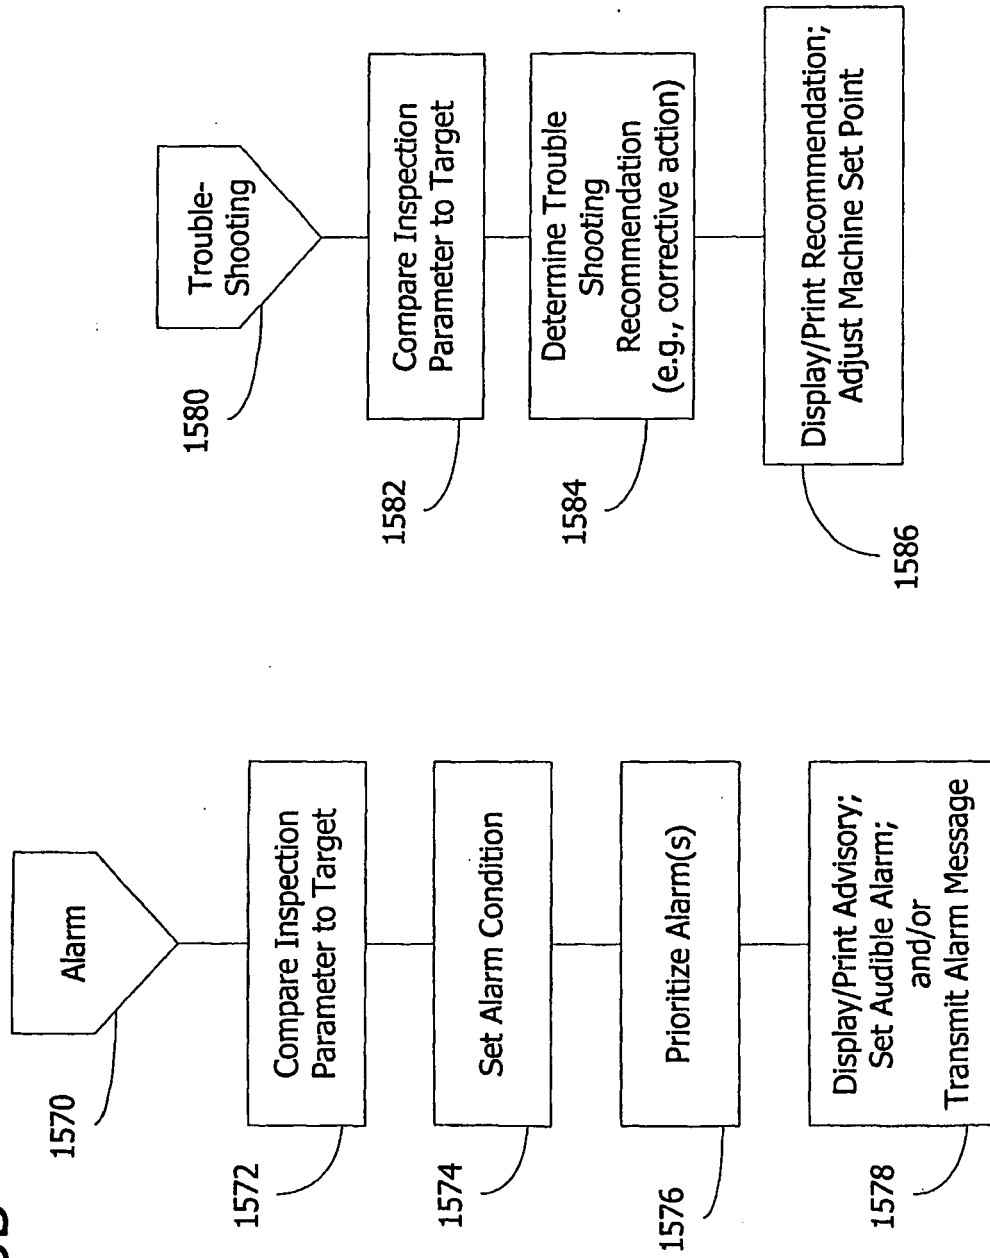 Alarm
1570
Compare Inspection
Parameter to Target
1572
Set Alarm Condition
1574
Prioritize Alarm(s)
1576
Display/Print Advisory;
Set Audible Alarm;
and/or
Transmit Alarm Message
1578
Trouble-
Shooting
1580
Compare Inspection
Parameter to Target
1582
Determine Trouble
Shooting
Recommendation
(e.g., corrective action)
1584
Display/Print Recommendation;
Adjust Machine Set Point
1586